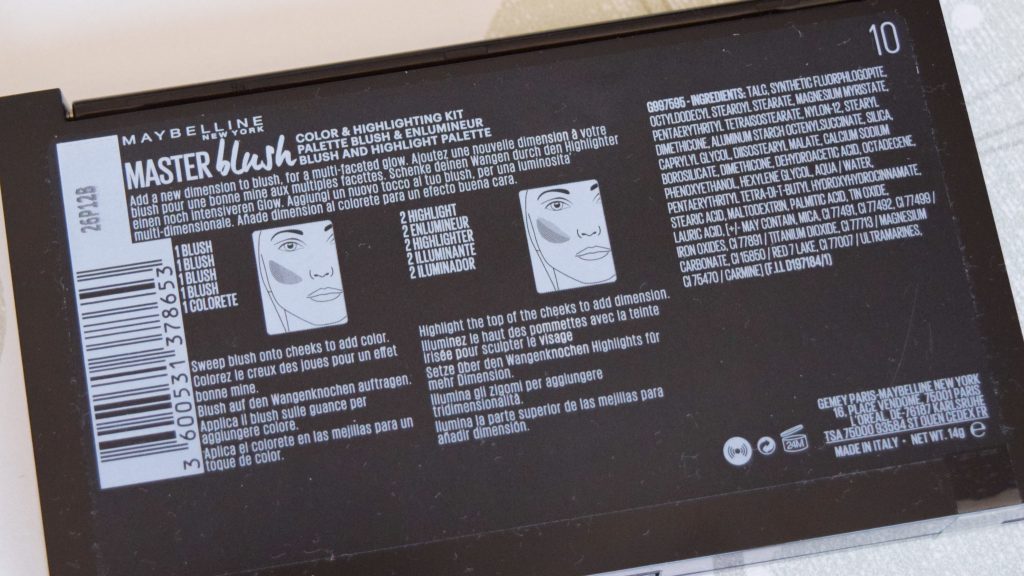 10
MAYBELLINE
NEW YORK
MASTER blush
COLOR & HIGHLIGHTING KIT
PALETTE BLUSH & ENLUMINEUR
BLUSH AND HIGHLIGHT PALETTE
Add a new dimension to blush, for a multi-faceted glow. Ajoutez une nouvelle dimension à votre
blush pour une bonne mine aux multiples facettes. Schenke den Wangen durch den Highlighter
einen noch intensiveren Glow. Aggiungi un nuovo tocco al tuo blush, per una luminosità
multi-dimensionale. Añade dimension al colorete para un efecto buena cara.
1 BLUSH
1 BLUSH
1 BLUSH
1 BLUSH
1 COLORETE
2 HIGHLIGHT
2 ENLUMINEUR
2 HIGHLIGHTER
2 ILLUMINANTE
2 ILUMINADOR
Sweep blush onto cheeks to add color.
Colorez le creux des joues pour un effet
bonne mine.
Blush auf den Wangenknochen auftragen.
Applica il blush sulle guance per
aggiungere colore.
Aplica el colorete en las mejillas para un
toque de color.
Highlight the top of the cheeks to add dimension.
Illuminez le haut des pommettes avec la teinte
irisée pour sculpter le visage
Setze ober den Wangenknochen Highlights für
mehr Dimension.
Illumina gli zigomi per aggiungere
tridimensionalità.
Ilumina la parte superior de las mejillas para
añadir dimensión.
G997595 - INGREDIENTS: TALC, SYNTHETIC FLUORPHLOGOPITE,
OCTYLDODECYL STEAROYL STEARATE, MAGNESIUM MYRISTATE,
PENTAERYTHRITYL TETRAISOSTEARATE, NYLON-12, STEARYL
DIMETHICONE, ALUMINUM STARCH OCTENYLSUCCINATE, SILICA,
CAPRYLYL GLYCOL, DIISOSTEARYL MALATE, CALCIUM SODIUM
BOROSILICATE, DIMETHICONE, DEHYDROACETIC ACID, OCTADECENE,
PHENOXYETHANOL, HEXYLENE GLYCOL, AQUA / WATER,
PENTAERYTHRITYL TETRA-DI-T-BUTYL HYDROXYHYDROCINNAMATE,
STEARIC ACID, MALTODEXTRIN, PALMITIC ACID, TIN OXIDE,
LAURIC ACID, [+/- MAY CONTAIN, MICA, CI 77491, CI 77492, CI 77499 /
IRON OXIDES, CI 77891 / TITANIUM DIOXIDE, CI 77713 / MAGNESIUM
CARBONATE, CI 15850 / RED 7 LAKE, CI 77007 / ULTRAMARINES,
CI 75470 / CARMINE] (F.I.L. D197184/1)
26P12B
3 600531 378653
GEMEY PARIS-MAYBELLINE NEW YORK
16, PLACE VENDÔME, 75001 PARIS
L'ORÉAL, DE-76187 / GARNIER
TSA 75000 93584 ST OUEN CEDEX FR
MADE IN ITALY - NET WT. 14g e